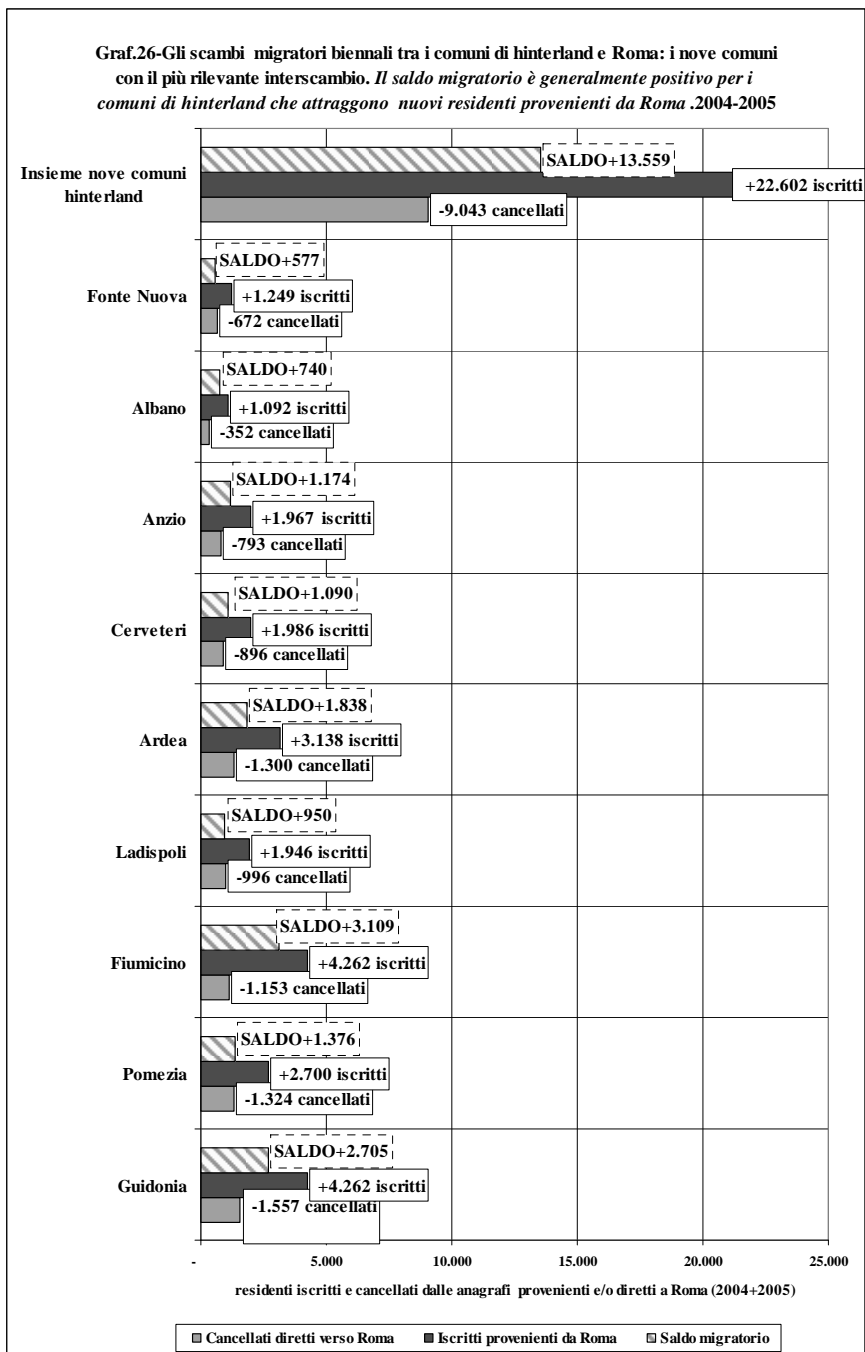 Graf.26-Gli scambi migratori biennali tra i comuni di hinterland e Roma: i nove comuni
con il più rilevante interscambio. Il saldo migratorio è generalmente positivo per i
comuni di hinterland che attraggono nuovi residenti provenienti da Roma .2004-2005
Insieme nove comuni
hinterland
SALDO+13.559
+22.602 iscritti
-9.043 cancellati
Fonte Nuova
SALDO+577
+1.249 iscritti
-672 cancellati
Albano
SALDO+740
+1.092 iscritti
-352 cancellati
Anzio
SALDO+1.174
+1.967 iscritti
-793 cancellati
Cerveteri
SALDO+1.090
+1.986 iscritti
-896 cancellati
Ardea
SALDO+1.838
+3.138 iscritti
-1.300 cancellati
Ladispoli
SALDO+950
+1.946 iscritti
-996 cancellati
Fiumicino
SALDO+3.109
+4.262 iscritti
-1.153 cancellati
Pomezia
SALDO+1.376
+2.700 iscritti
-1.324 cancellati
Guidonia
SALDO+2.705
+4.262 iscritti
-1.557 cancellati
- 5.000 10.000 15.000 20.000 25.000
residenti iscritti e cancellati dalle anagrafi provenienti e/o diretti a Roma (2004+2005)
Cancellati diretti verso Roma Iscritti provenienti da Roma Saldo migratorio